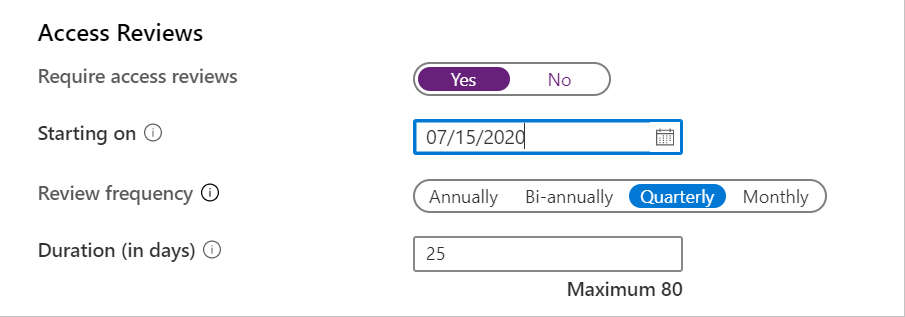 Access Reviews
Require access reviews Yes No
Starting on 07/15/2020
Review frequency Annually Bi-annually Quarterly Monthly
Duration (in days) 25
Maximum 80